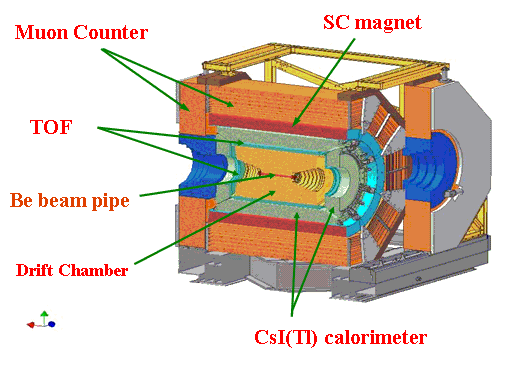 SC magnet
Muon Counter
TOF
Be beam pipe
Drift Chamber
CsI(Tl) calorimeter